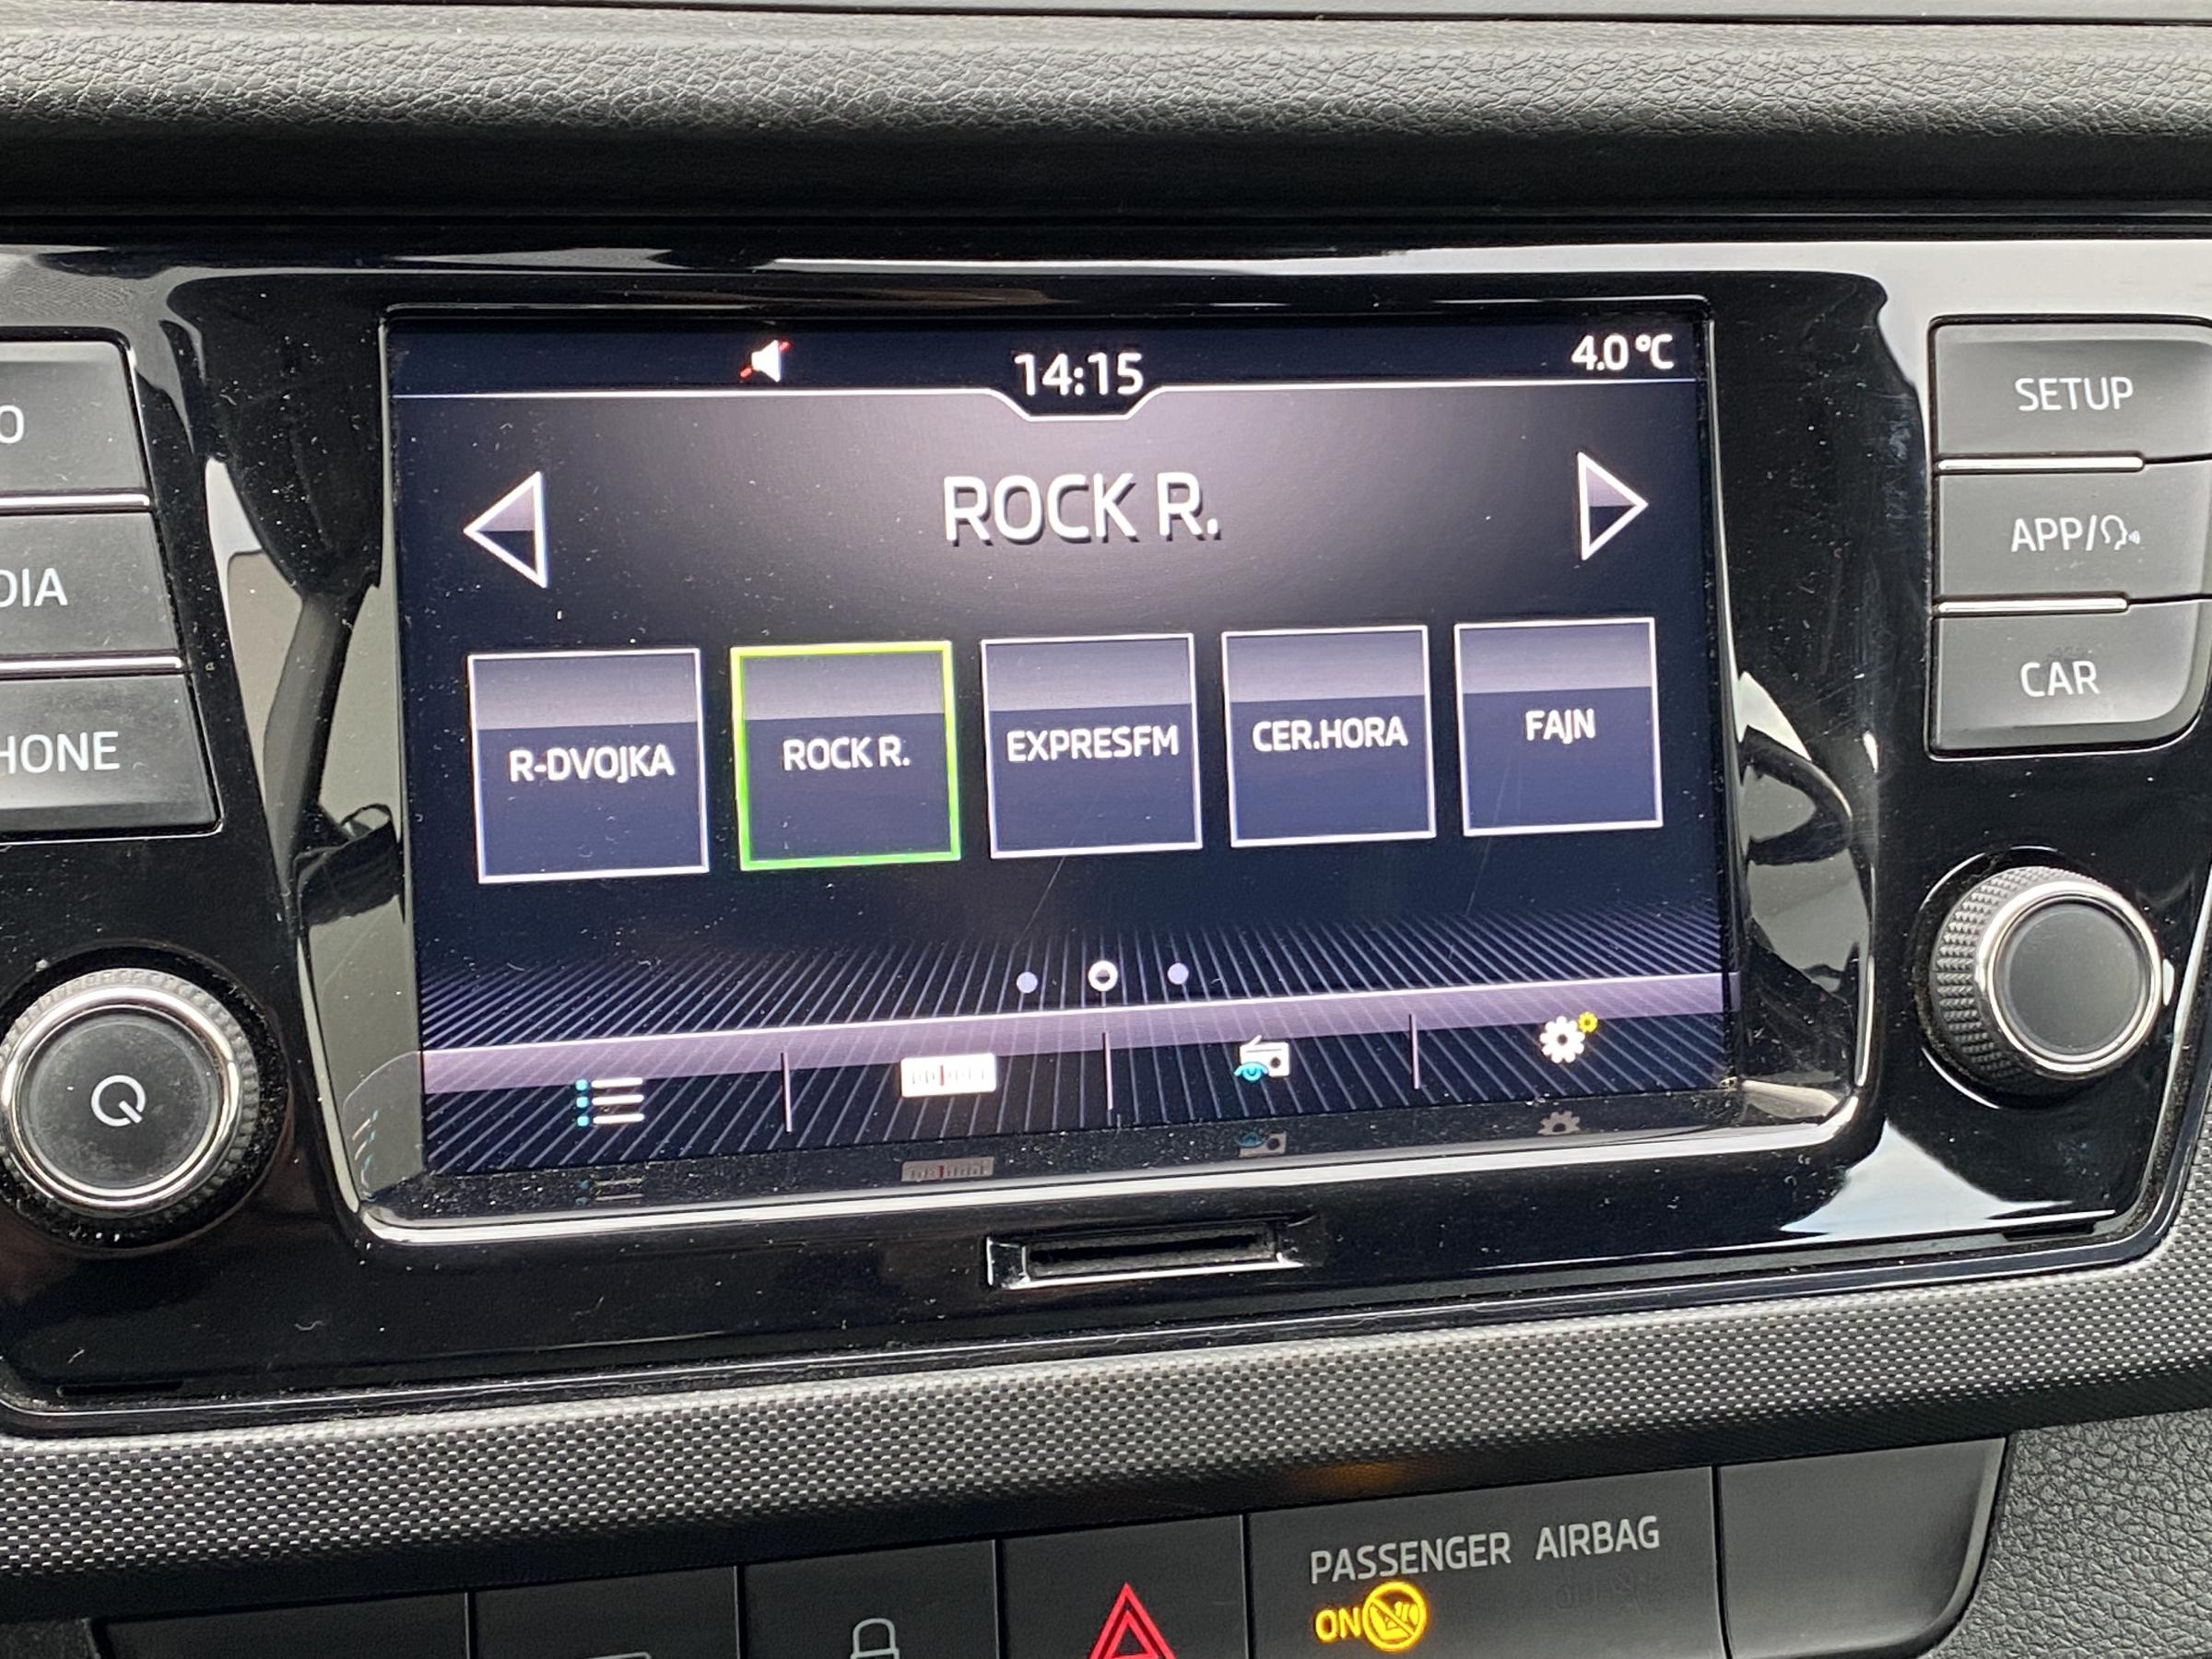 14:15
4.0 °C
ROCK R.
R-DVOJKA
ROCK R.
EXPRESFM
CER.HORA
FAJN
O
DIA
HONE
SETUP
APP/
CAR
PASSENGER AIRBAG
ON